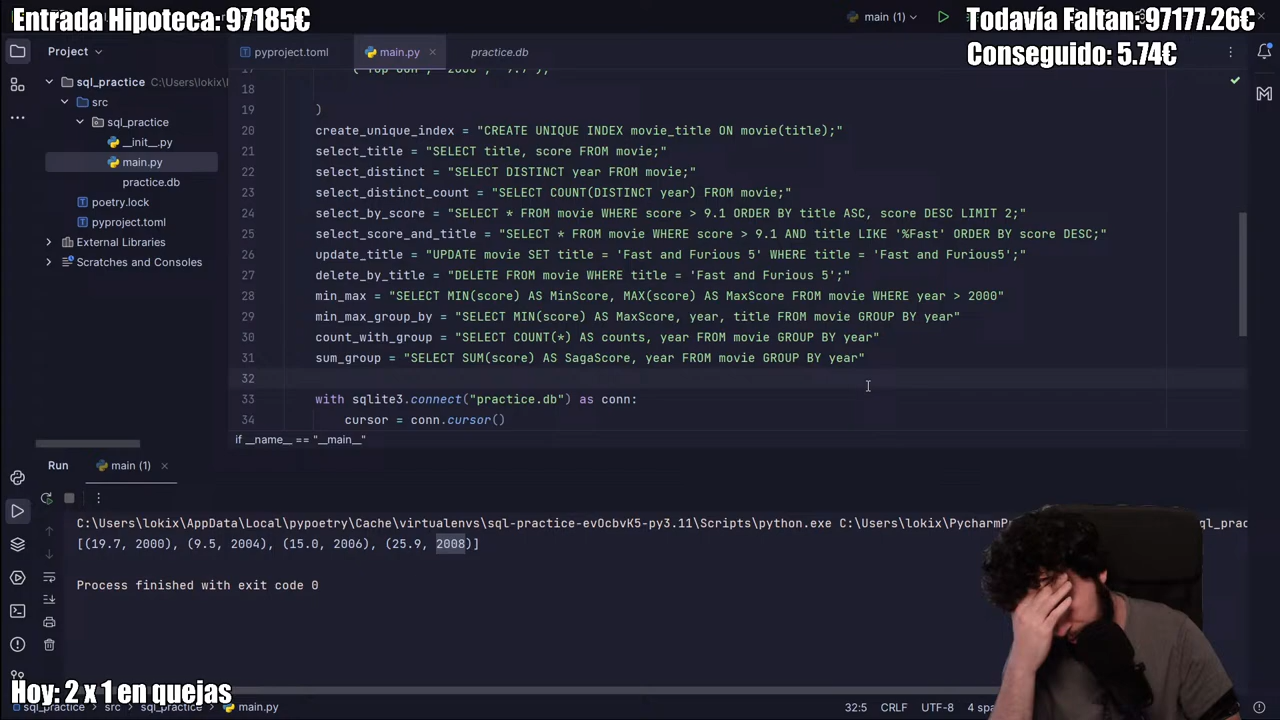 Entrada Hipoteca: 97185€
main (1)
Todavía Faltan: 97177.26€
Conseguido: 5.74€
Project
pyproject.toml
main.py
practice.db
sql_practice C:\Users\lokix\
src
sql_practice
__init__.py
main.py
practice.db
poetry.lock
pyproject.toml
External Libraries
Scratches and Consoles
18
19 )
20 create_unique_index = "CREATE UNIQUE INDEX movie_title ON movie(title);"
21 select_title = "SELECT title, score FROM movie;"
22 select_distinct = "SELECT DISTINCT year FROM movie;"
23 select_distinct_count = "SELECT COUNT(DISTINCT year) FROM movie;"
24 select_by_score = "SELECT * FROM movie WHERE score > 9.1 ORDER BY title ASC, score DESC LIMIT 2;"
25 select_score_and_title = "SELECT * FROM movie WHERE score > 9.1 AND title LIKE '%Fast' ORDER BY score DESC;"
26 update_title = "UPDATE movie SET title = 'Fast and Furious 5' WHERE title = 'Fast and Furious5';"
27 delete_by_title = "DELETE FROM movie WHERE title = 'Fast and Furious 5';"
28 min_max = "SELECT MIN(score) AS MinScore, MAX(score) AS MaxScore FROM movie WHERE year > 2000"
29 min_max_group_by = "SELECT MIN(score) AS MaxScore, year, title FROM movie GROUP BY year"
30 count_with_group = "SELECT COUNT(*) AS counts, year FROM movie GROUP BY year"
31 sum_group = "SELECT SUM(score) AS SagaScore, year FROM movie GROUP BY year"
32
33 with sqlite3.connect("practice.db") as conn:
34 cursor = conn.cursor()
if __name__ == "__main__"
Run
main (1)
C:\Users\lokix\AppData\Local\pypoetry\Cache\virtualenvs\sql-practice-evOcbvK5-py3.11\Scripts\python.exe C:\Users\lokix\PycharmPr
[(19.7, 2000), (9.5, 2004), (15.0, 2006), (25.9, 2008)]
Process finished with exit code 0
Hoy: 2 x 1 en quejas
sql_practice > src > sql_practice > main.py
32:5 CRLF UTF-8 4 spa